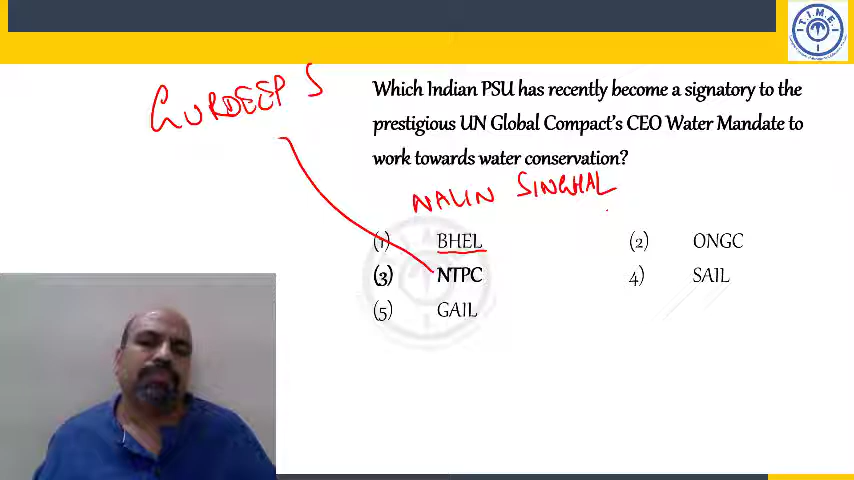 T.I.M.E.
GURDEEP S
Which Indian PSU has recently become a signatory to the
prestigious UN Global Compact's CEO Water Mandate to
work towards water conservation?
NALIN SINGHAL
(1) BHEL (2) ONGC
(3) NTPC 4) SAIL
(5) GAIL